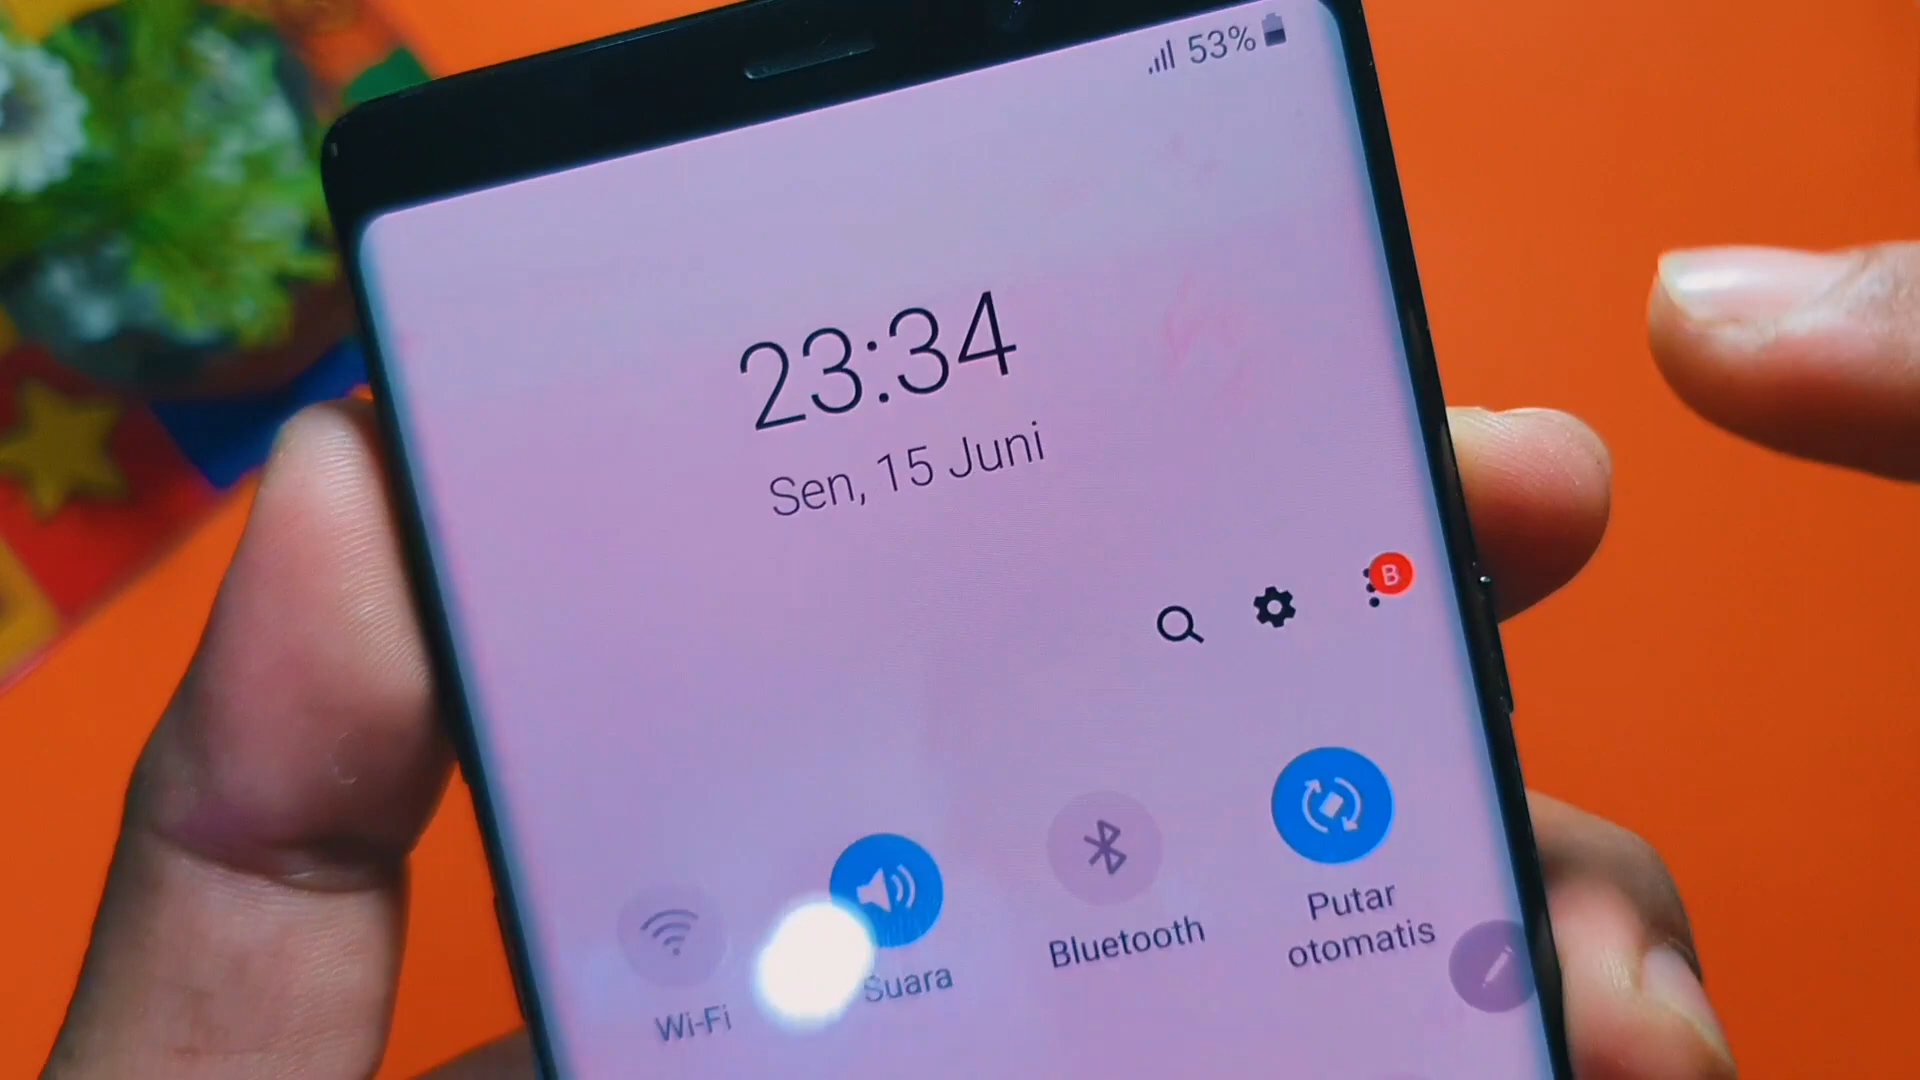 53%
23:34
Sen, 15 Juni
B
Wi-Fi
Suara
Bluetooth
Putar
otomatis